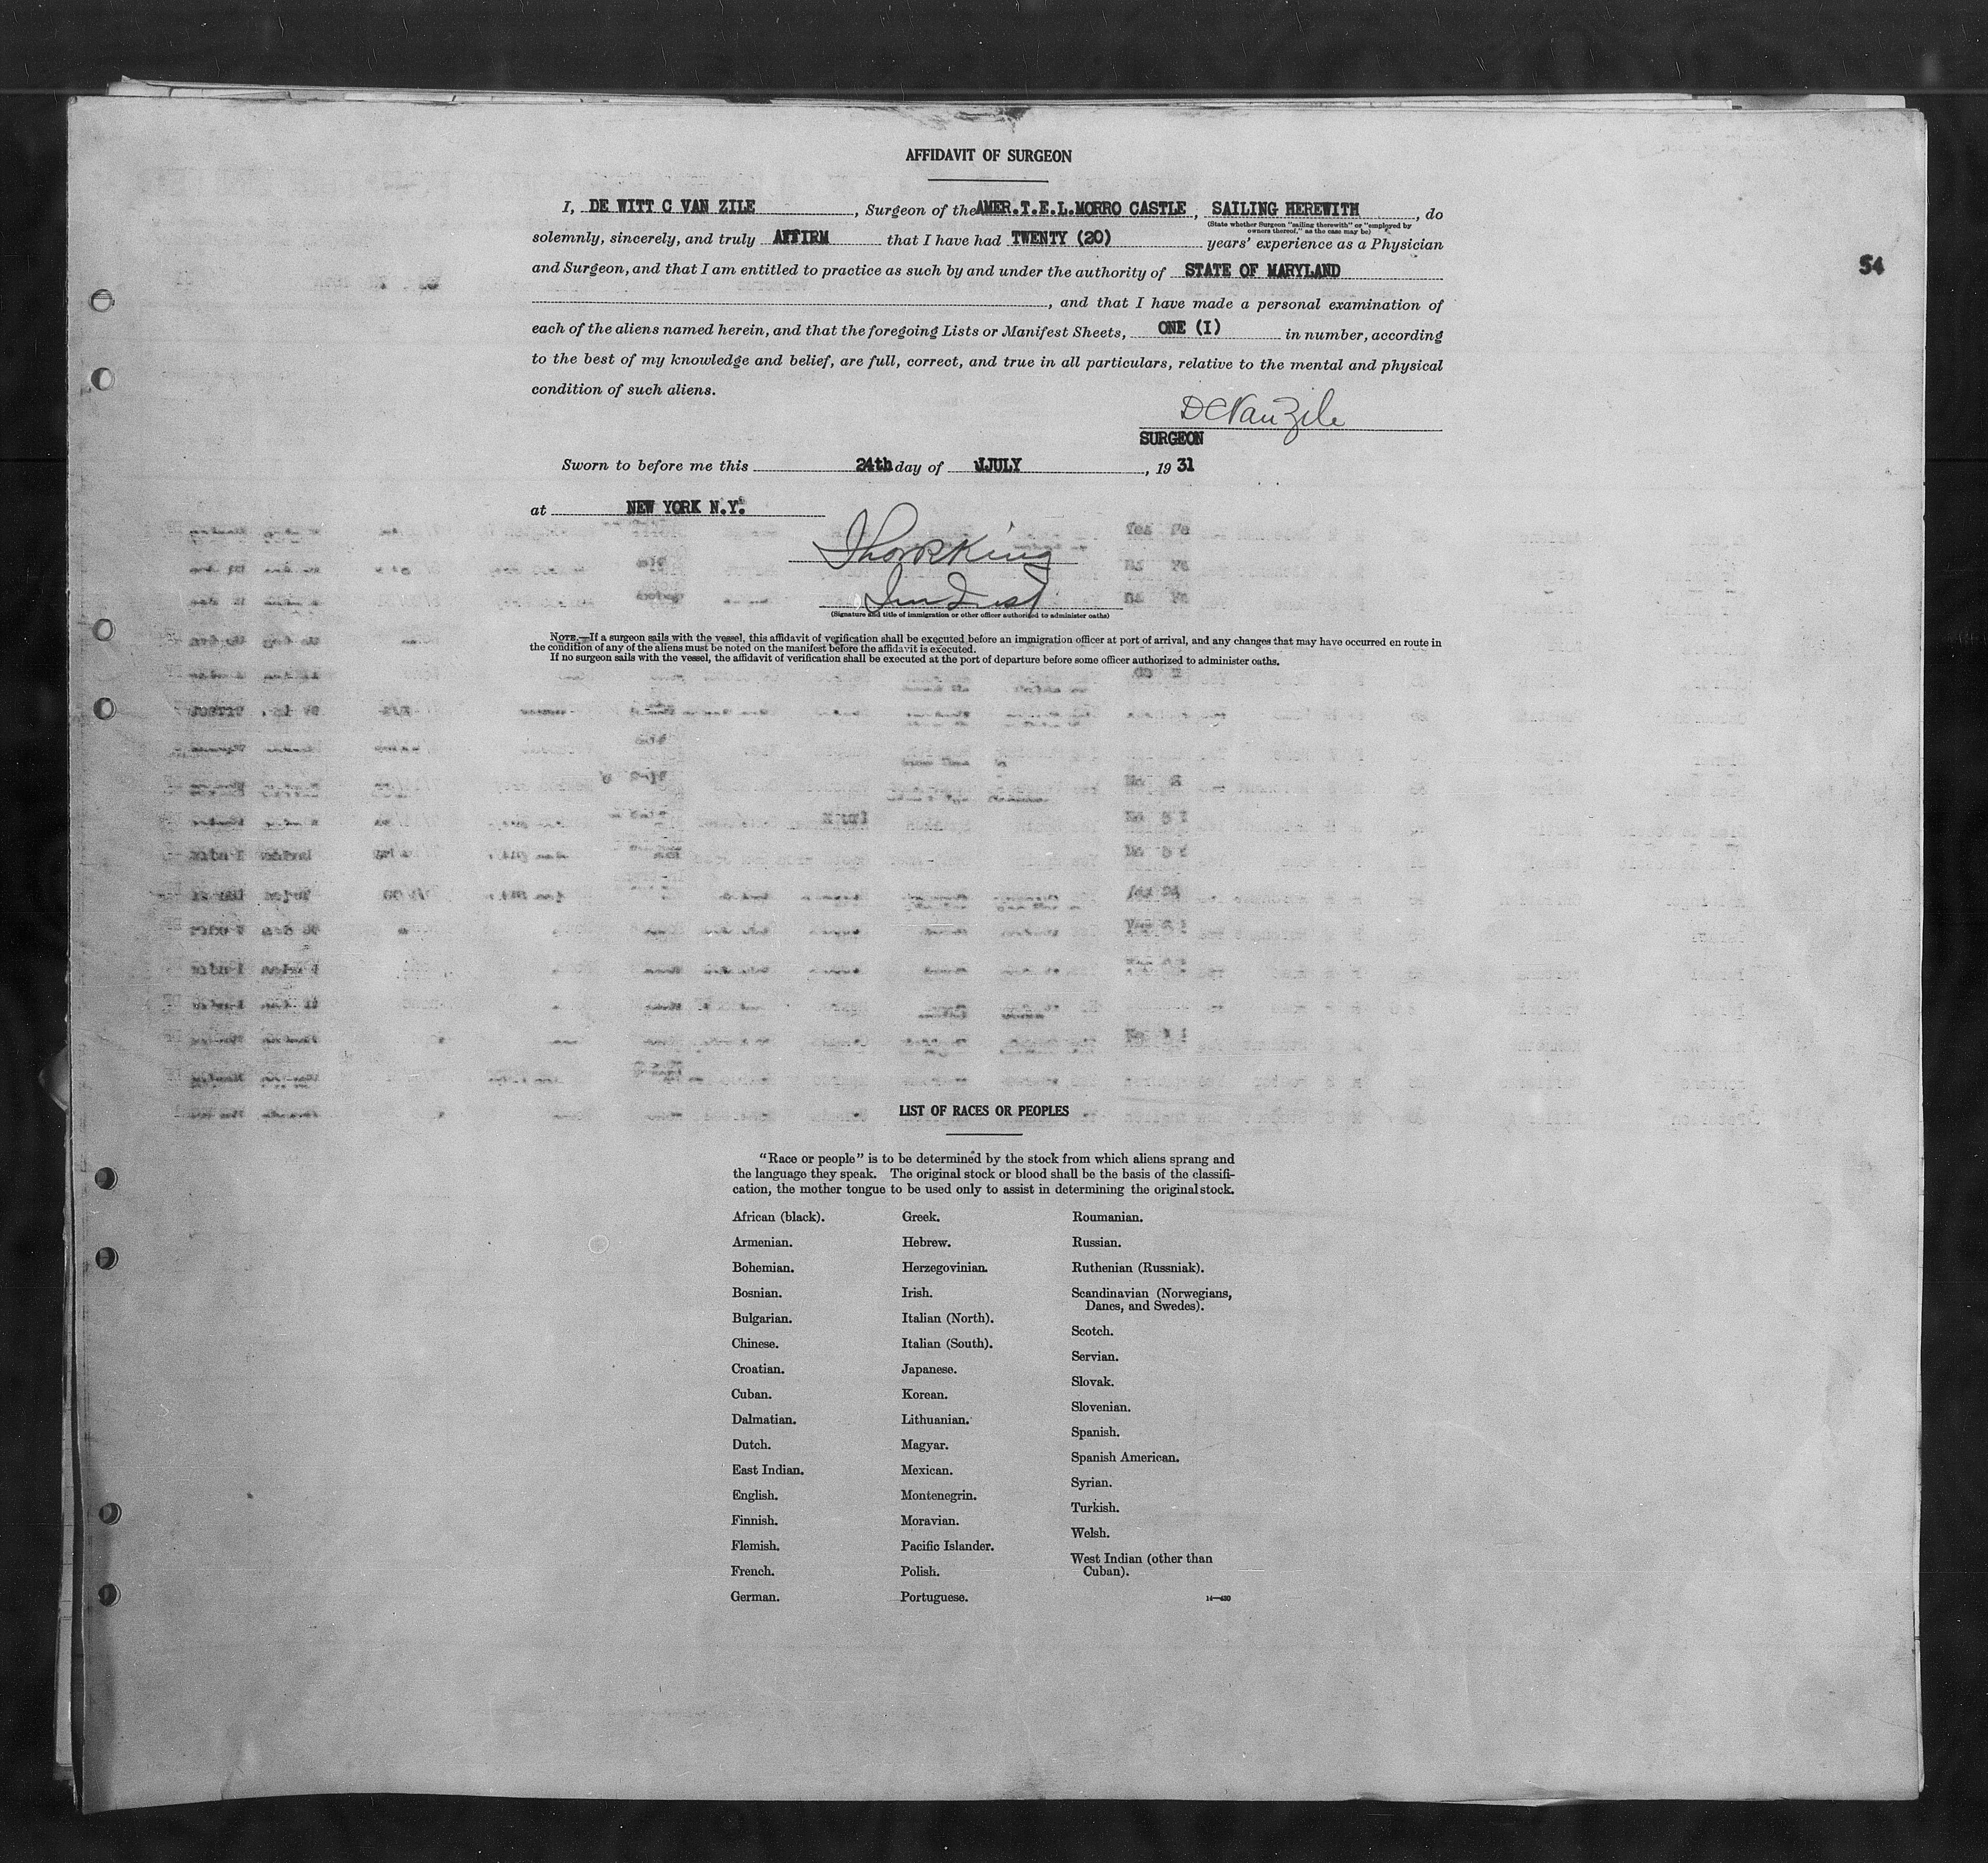 AFFIDAVIT OF SURGEON
I, DE WITT C VAN ZILE, Surgeon of the AMER.T.E.L.MORRO CASTLE, SAILING HEREWITH, do
(State whether Surgeon "sailing therewith" or "employed by
owners thereof," as the case may be)
solemnly, sincerely, and truly AFFIRM that I have had TWENTY (20) years' experience as a Physician
54
and Surgeon, and that I am entitled to practice as such by and under the authority of STATE OF MARYLAND
, and that I have made a personal examination of
each of the aliens named herein, and that the foregoing Lists or Manifest Sheets, ONE (I) in number, according
to the best of my knowledge and belief, are full, correct, and true in all particulars, relative to the mental and physical
condition of such aliens.
DCVanZile
SURGEON
Sworn to before me this 24th day of JJULY, 1931
at NEW YORK N.Y.
(Signature and title of immigration or other officer authorized to administer oaths)
NOTE.—If a surgeon sails with the vessel, this affidavit of verification shall be executed before an immigration officer at port of arrival, and any changes that may have occurred en route in
the condition of any of the aliens must be noted on the manifest before the affidavit is executed.
If no surgeon sails with the vessel, the affidavit of verification shall be executed at the port of departure before some officer authorized to administer oaths.
LIST OF RACES OR PEOPLES
"Race or people" is to be determined by the stock from which aliens sprang and
the language they speak. The original stock or blood shall be the basis of the classifi-
cation, the mother tongue to be used only to assist in determining the original stock.
African (black).
Armenian.
Bohemian.
Bosnian.
Bulgarian.
Chinese.
Croatian.
Cuban.
Dalmatian.
Dutch.
East Indian.
English.
Finnish.
Flemish.
French.
German.
Greek.
Hebrew.
Herzegovinian.
Irish.
Italian (North).
Italian (South).
Japanese.
Korean.
Lithuanian.
Magyar.
Mexican.
Montenegrin.
Moravian.
Pacific Islander.
Polish.
Portuguese.
Roumanian.
Russian.
Ruthenian (Russniak).
Scandinavian (Norwegians,
Danes, and Swedes).
Scotch.
Servian.
Slovak.
Slovenian.
Spanish.
Spanish American.
Syrian.
Turkish.
Welsh.
West Indian (other than
Cuban).
14—430